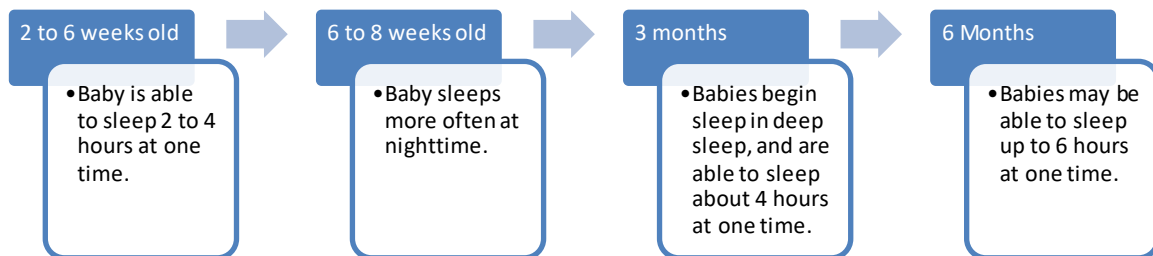 2 to 6 weeks old
•Baby is able
to sleep 2 to 4
hours at one
time.
6 to 8 weeks old
•Baby sleeps
more often at
nighttime.
3 months
•Babies begin
sleep in deep
sleep, and are
able to sleep
about 4 hours
at one time.
6 Months
•Babies may be
able to sleep
up to 6 hours
at one time.